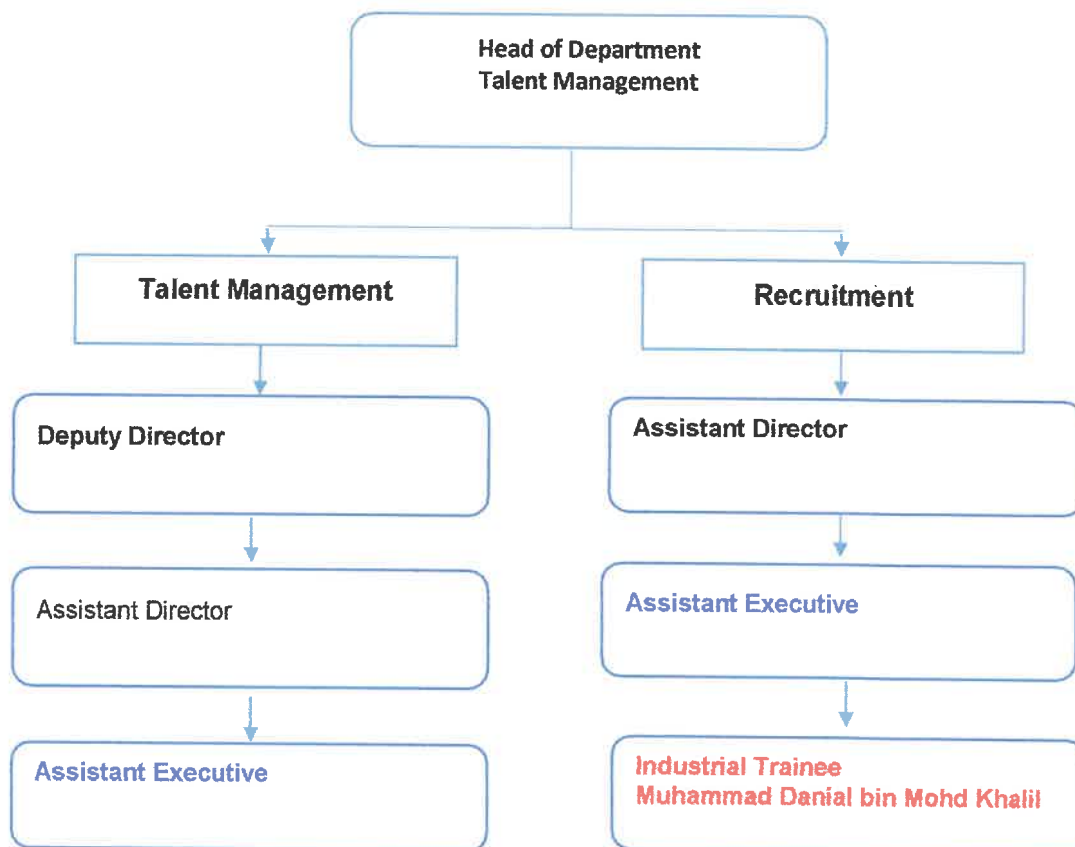 Head of Department
Talent Management
Talent Management
Recruitment
Deputy Director
Assistant Director
Assistant Director
Assistant Executive
Assistant Executive
Industrial Trainee
Muhammad Danial bin Mohd Khalil